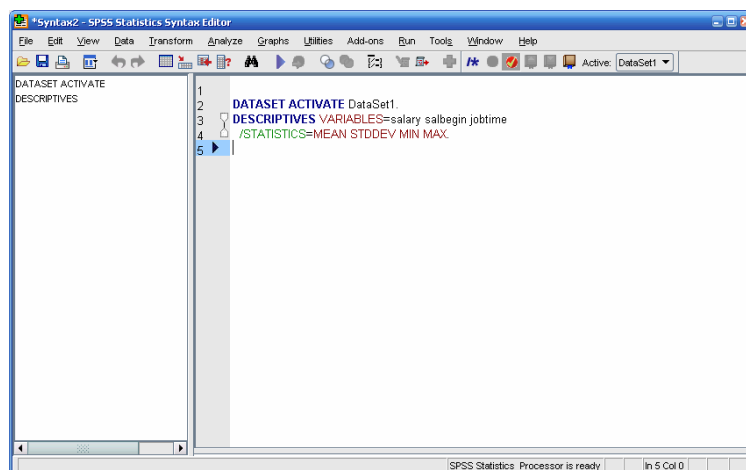 *Syntax2 - SPSS Statistics Syntax Editor
File Edit View Data Transform Analyze Graphs Utilities Add-ons Run Tools Window Help
Active: DataSet1
DATASET ACTIVATE
DESCRIPTIVES
1
2 DATASET ACTIVATE DataSet1.
3 DESCRIPTIVES VARIABLES=salary salbegin jobtime
4 /STATISTICS=MEAN STDDEV MIN MAX.
5
SPSS Statistics Processor is ready In 5 Col 0